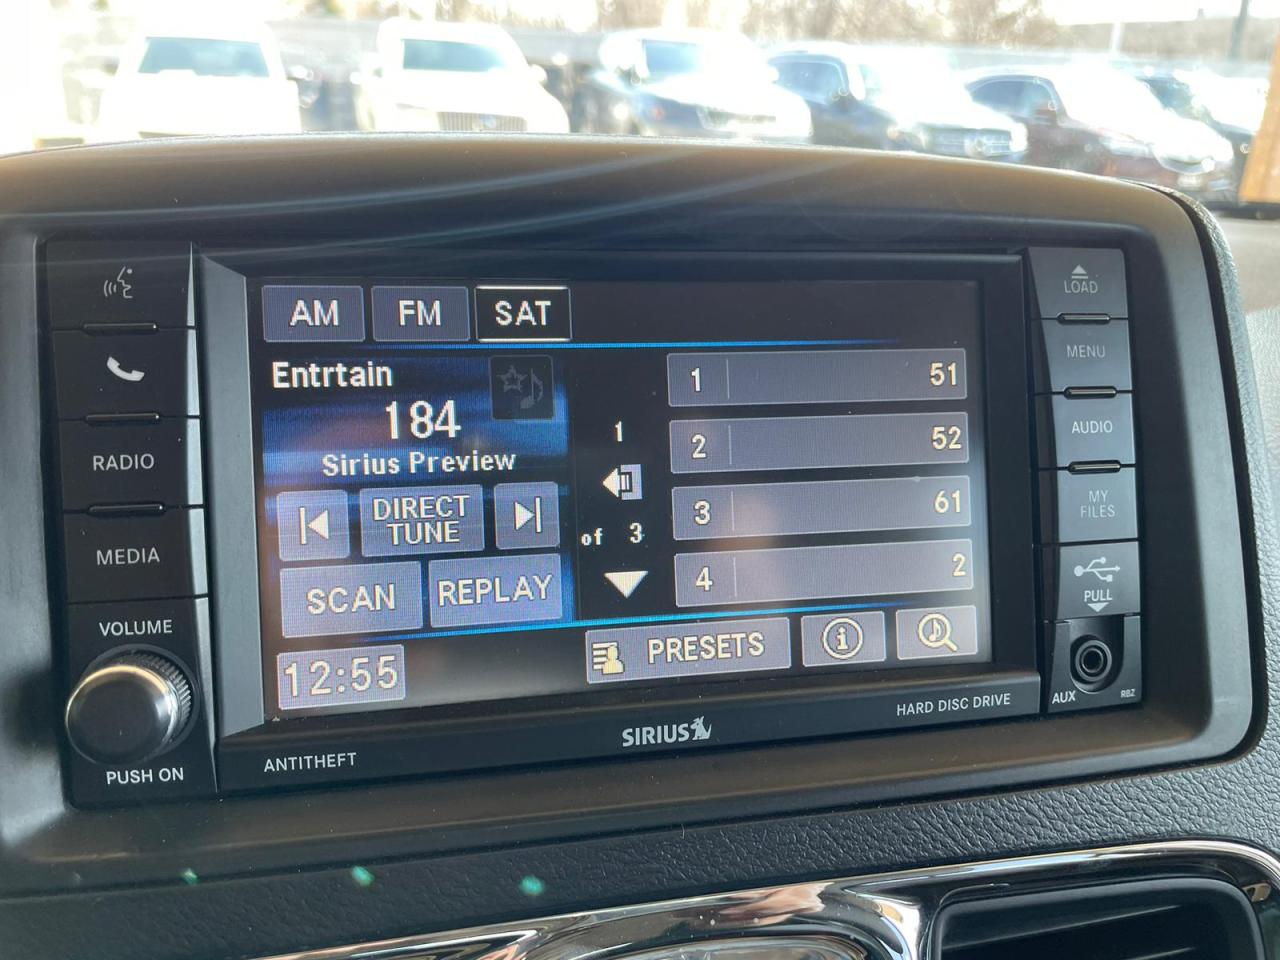 AM FM SAT
Entrtain
184
Sirius Preview
DIRECT
TUNE
SCAN REPLAY
12:55
1
of 3
1 51
2 52
3 61
4 2
PRESETS
RADIO
MEDIA
VOLUME
PUSH ON
LOAD
MENU
AUDIO
MY
FILES
PULL
AUX RBZ
ANTITHEFT
SIRIUS
HARD DISC DRIVE